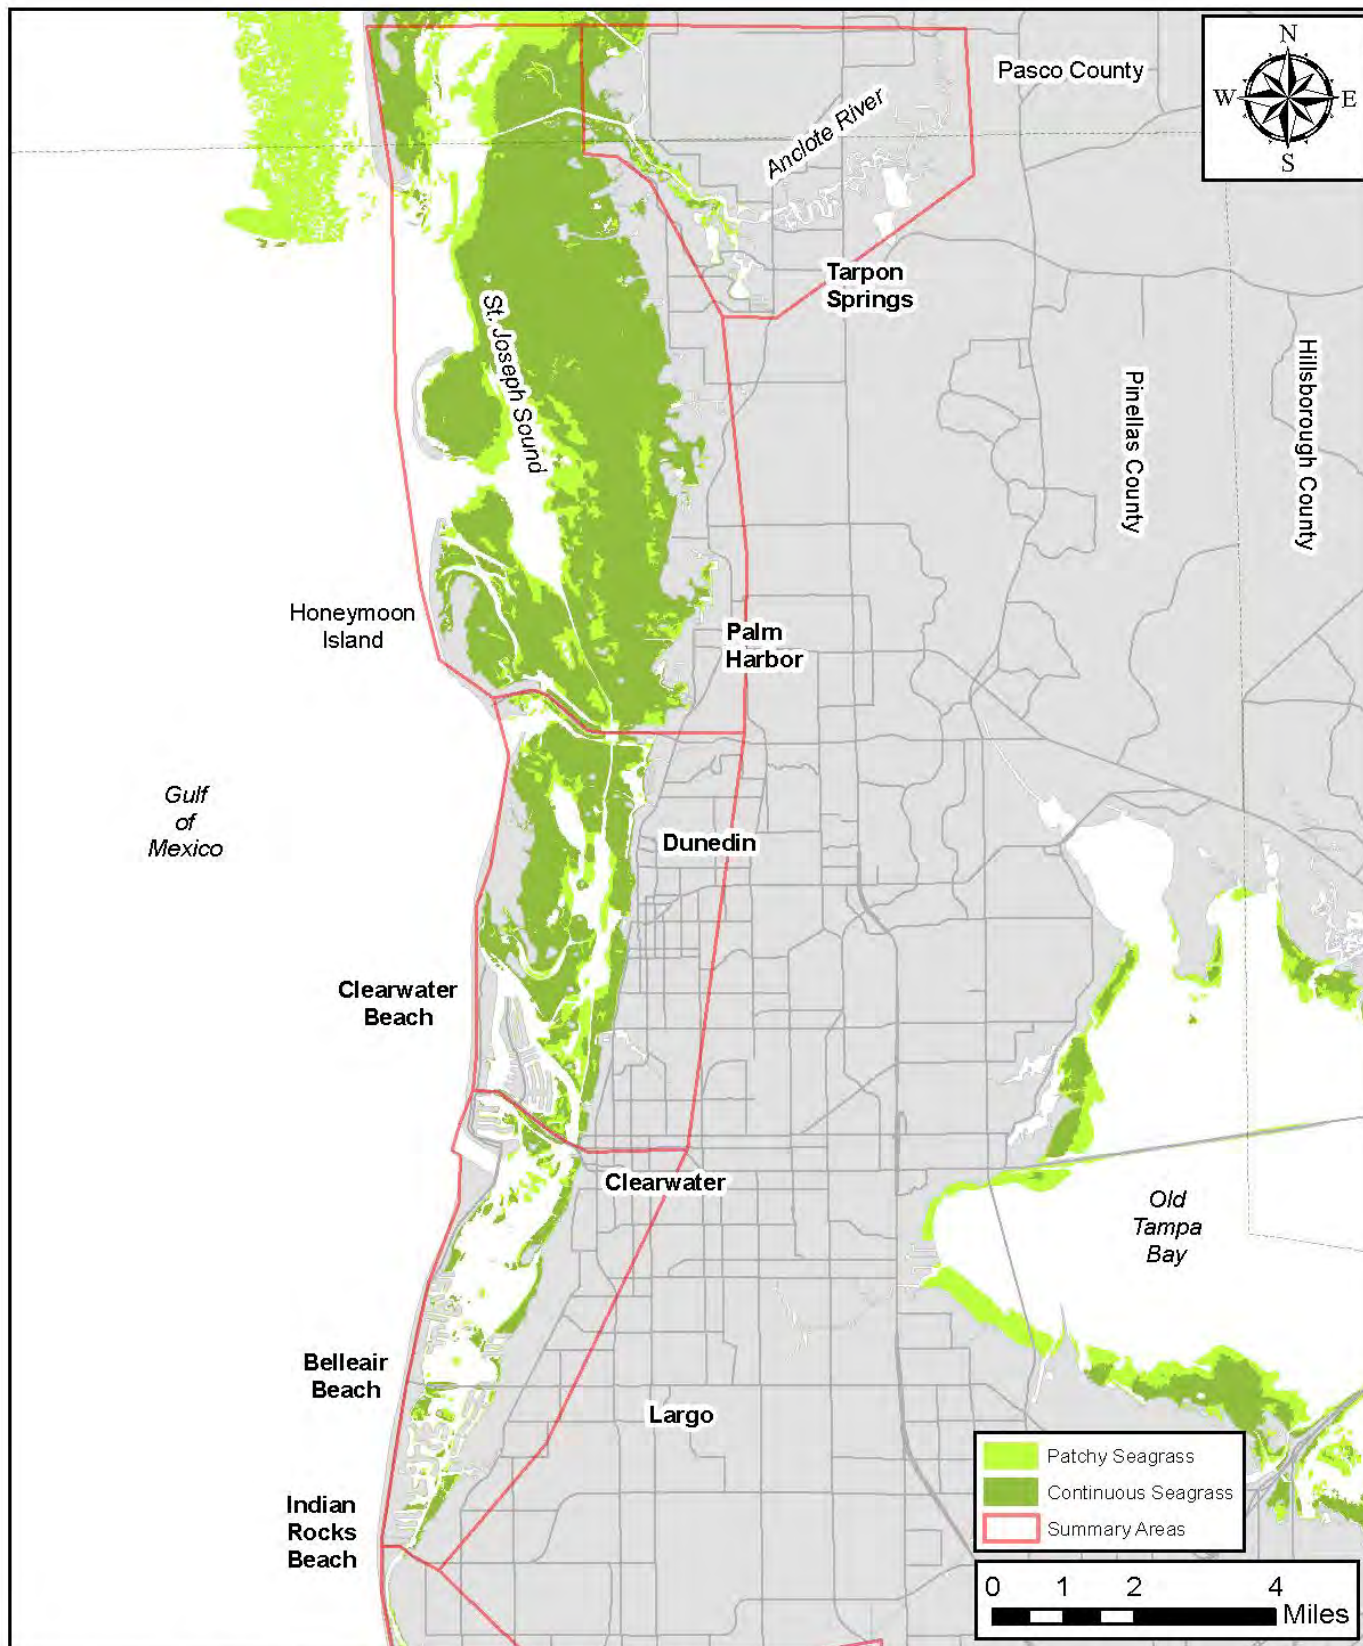 N
W
E
S
Pasco County
Anclote River
Tarpon
Springs
St. Joseph Sound
Pinellas County
Hillsborough County
Honeymoon
Island
Palm
Harbor
Gulf
of
Mexico
Dunedin
Clearwater
Beach
Clearwater
Old
Tampa
Bay
Belleair
Beach
Largo
Indian
Rocks
Beach
Patchy Seagrass
Continuous Seagrass
Summary Areas
0 1 2 4
Miles